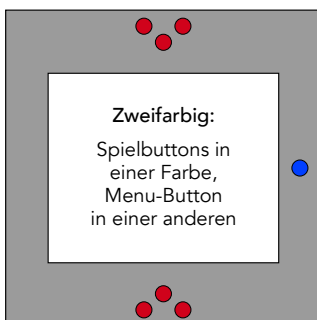 Zweifarbig:
Spielbuttons in
einer Farbe,
Menu-Button
in einer anderen